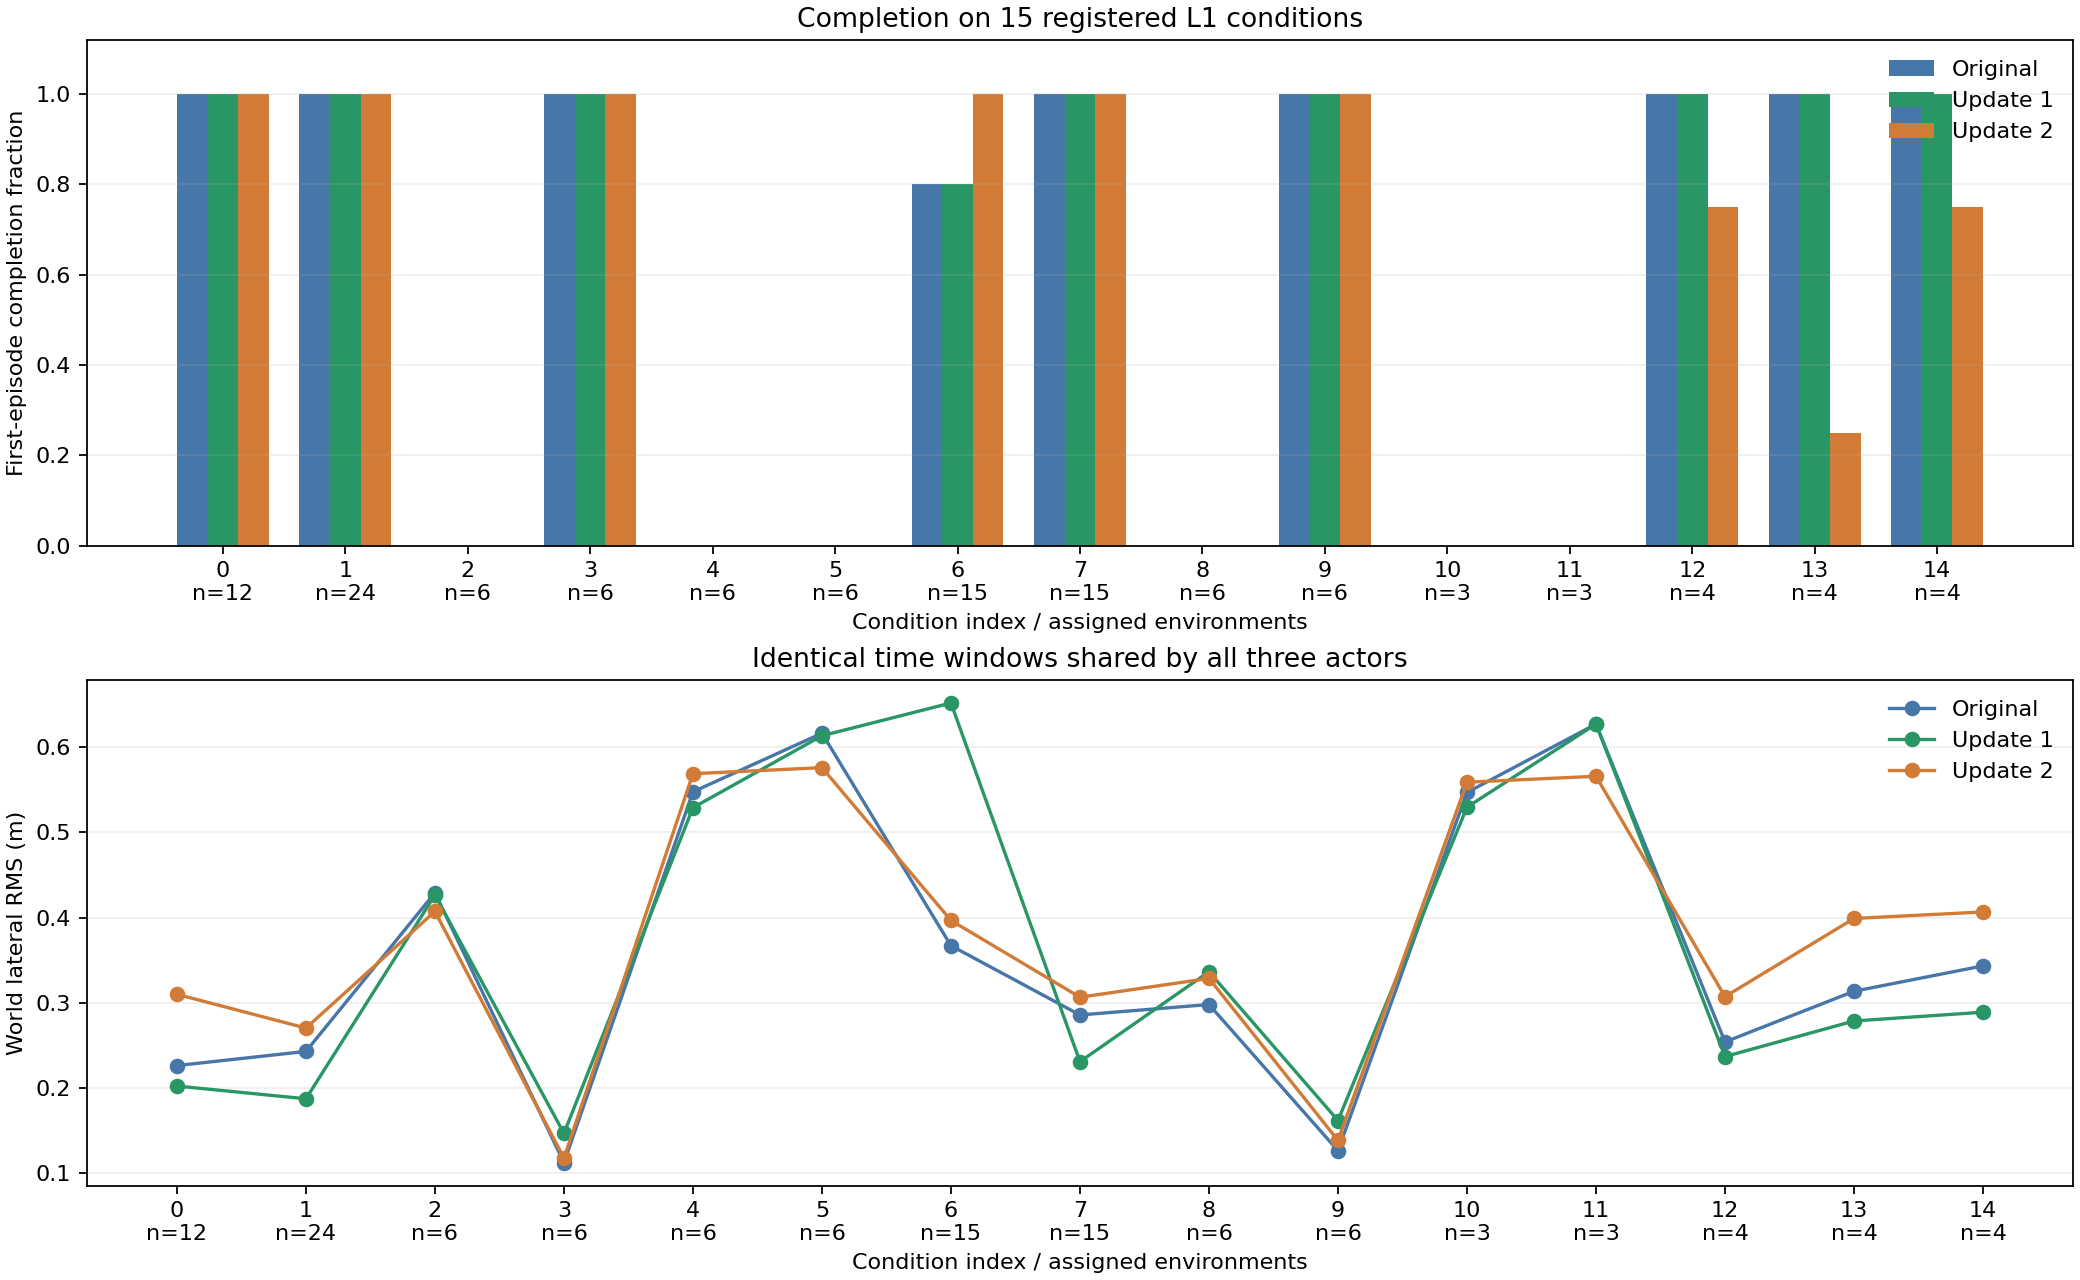 Completion on 15 registered L1 conditions
First-episode completion fraction
1.0
0.8
0.6
0.4
0.2
0.0
Original
Update 1
Update 2
0 1 2 3 4 5 6 7 8 9 10 11 12 13 14
n=12 n=24 n=6 n=6 n=6 n=6 n=15 n=15 n=6 n=6 n=3 n=3 n=4 n=4 n=4
Condition index / assigned environments
Identical time windows shared by all three actors
World lateral RMS (m)
0.6
0.5
0.4
0.3
0.2
0.1
Original
Update 1
Update 2
0 1 2 3 4 5 6 7 8 9 10 11 12 13 14
n=12 n=24 n=6 n=6 n=6 n=6 n=15 n=15 n=6 n=6 n=3 n=3 n=4 n=4 n=4
Condition index / assigned environments